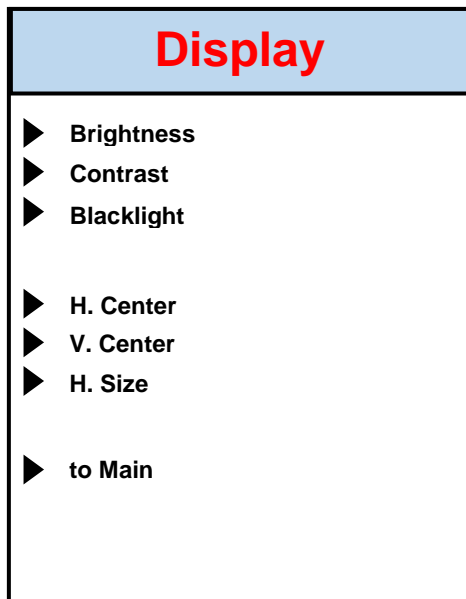 Display
Brightness
Contrast
Blacklight
H. Center
V. Center
H. Size
to Main